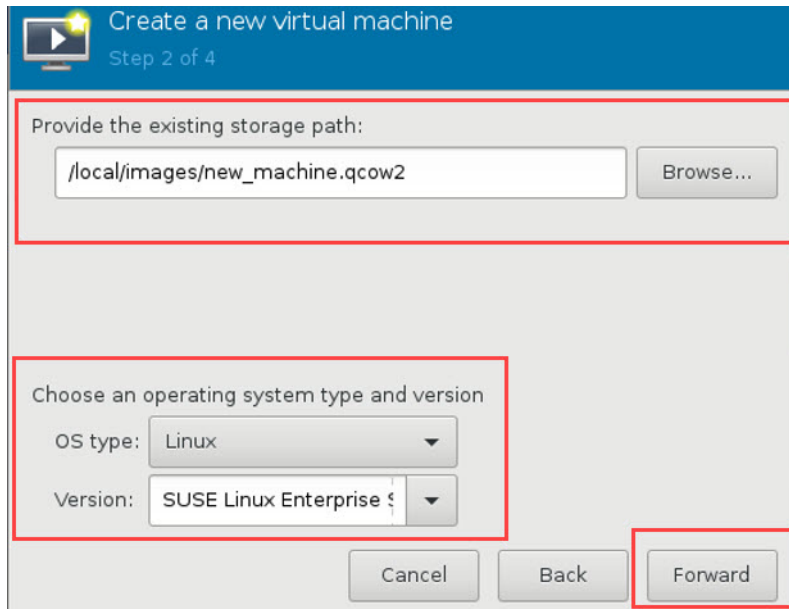 Create a new virtual machine
Step 2 of 4
Provide the existing storage path:
/local/images/new_machine.qcow2 Browse...
Choose an operating system type and version
OS type: Linux
Version: SUSE Linux Enterprise
Cancel Back Forward